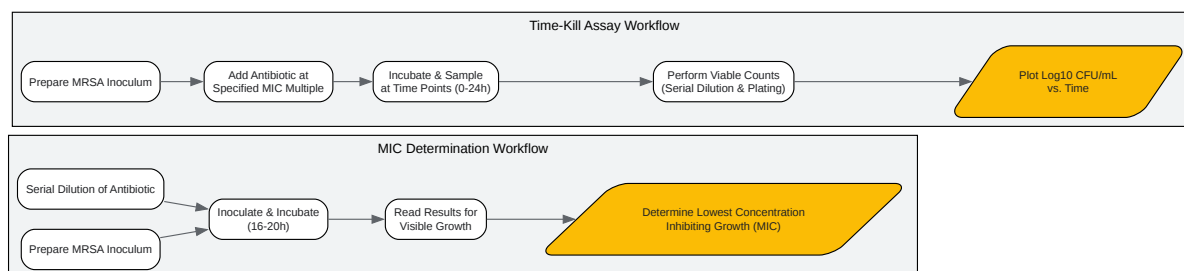 Time-Kill Assay Workflow
Prepare MRSA Inoculum
Add Antibiotic at
Specified MIC Multiple
Incubate & Sample
at Time Points (0-24h)
Perform Viable Counts
(Serial Dilution & Plating)
Plot Log10 CFU/mL
vs. Time
MIC Determination Workflow
Serial Dilution of Antibiotic
Prepare MRSA Inoculum
Inoculate & Incubate
(16-20h)
Read Results for
Visible Growth
Determine Lowest Concentration
Inhibiting Growth (MIC)